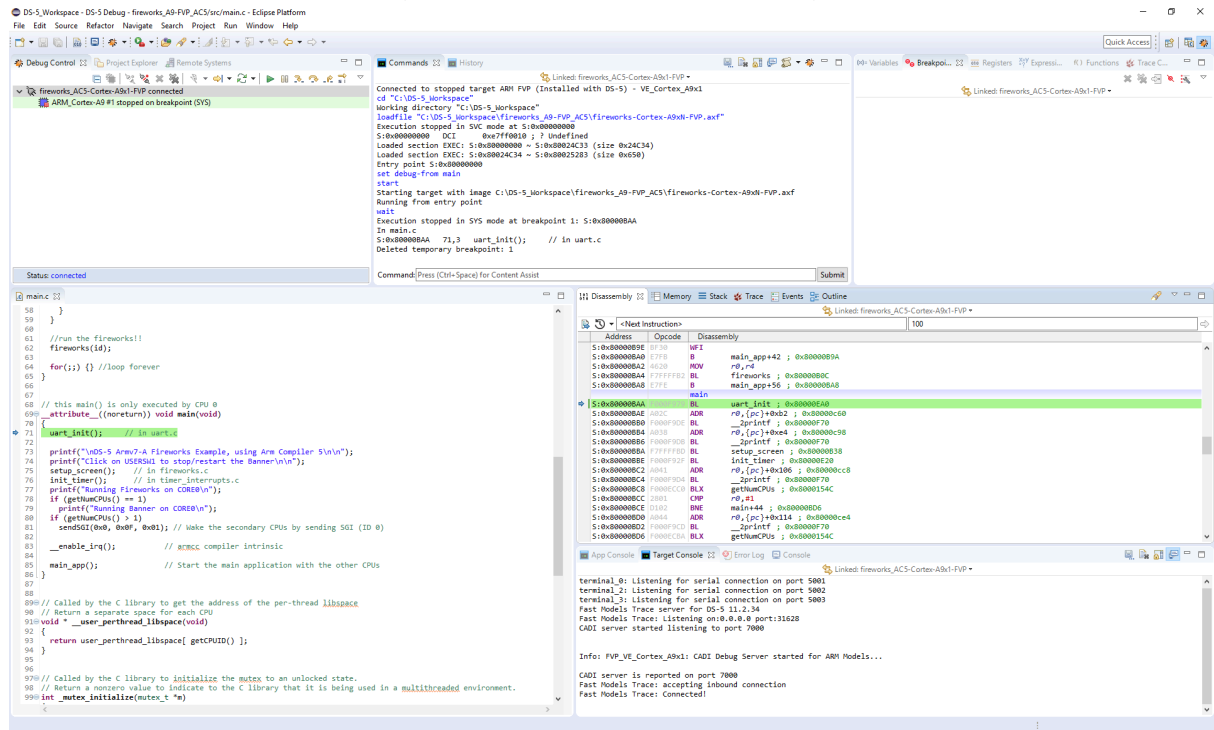 DS-5_Workspace - DS-5 Debug - fireworks_A9-FVP_AC5/src/main.c - Eclipse Platform
File Edit Source Refactor Navigate Search Project Run Window Help
Quick Access
Debug Control Project Explorer Remote Systems
fireworks_AC5-Cortex-A9x1-FVP connected
ARM_Cortex-A9 #1 stopped on breakpoint (SYS)
Status: connected
Commands History
Linked: fireworks_AC5-Cortex-A9x1-FVP
Connected to stopped target ARM FVP (Installed with DS-5) - VE_Cortex_A9x1
cd "C:\DS-5_Workspace"
Working directory "C:\DS-5_Workspace"
loadfile "C:\DS-5_Workspace\fireworks_A9-FVP_AC5\fireworks-Cortex-A9xN-FVP.axf"
Execution stopped in SVC mode at S:0x00000000
S:0x00000000 DCI 0xe7ff0010 ; ? Undefined
Loaded section EXEC: S:0x80000000 ~ S:0x80024C33 (size 0x24C34)
Loaded section EXEC: S:0x80024C34 ~ S:0x80025283 (size 0x650)
Entry point S:0x80000000
set debug-from main
start
Starting target with image C:\DS-5_Workspace\fireworks_A9-FVP_AC5\fireworks-Cortex-A9xN-FVP.axf
Running from entry point
wait
Execution stopped in SYS mode at breakpoint 1: S:0x80000BAA
In main.c
S:0x80000BAA 71,3 uart_init(); // in uart.c
Deleted temporary breakpoint: 1
Command: Press (Ctrl+Space) for Content Assist Submit
Variables Breakpoi... Registers Expressi... Functions Trace C...
Linked: fireworks_AC5-Cortex-A9x1-FVP
main.c
58 }
59 }
60
61 //run the fireworks!!
62 fireworks(id);
63
64 for(;;) {} //loop forever
65 }
66
67
68 // this main() is only executed by CPU 0
69 __attribute__((noreturn)) void main(void)
70 {
71 uart_init(); // in uart.c
72
73 printf("\nDS-5 Armv7-A Fireworks Example, using Arm Compiler 5\n\n");
74 printf("Click on USERSW1 to stop/restart the Banner\n\n");
75 setup_screen(); // in fireworks.c
76 init_timer(); // in timer_interrupts.c
77 printf("Running Fireworks on CORE0\n");
78 if (getNumCPUs() == 1)
79 printf("Running Banner on CORE0\n");
80 if (getNumCPUs() > 1)
81 sendSGI(0x0, 0x0F, 0x01); // Wake the secondary CPUs by sending SGI (ID 0)
82
83 __enable_irq(); // armcc compiler intrinsic
84
85 main_app(); // Start the main application with the other CPUs
86 }
87
88
89 // Called by the C library to get the address of the per-thread libspace
90 // Return a separate space for each CPU
91 void * __user_perthread_libspace(void)
92 {
93 return user_perthread_libspace[ getCPUID() ];
94 }
95
96
97 // Called by the C library to initialize the mutex to an unlocked state.
98 // Return a nonzero value to indicate to the C library that it is being used in a multithreaded environment.
99 int _mutex_initialize(mutex_t *m)
Disassembly Memory Stack Trace Events Outline
Linked: fireworks_AC5-Cortex-A9x1-FVP
<Next Instruction> 100
Address Opcode Disassembly
S:0x80000B9E BF30 WFI
S:0x80000BA0 E7FB B main_app+42 ; 0x80000B9A
S:0x80000BA2 4620 MOV r0,r4
S:0x80000BA4 F7FFFFB2 BL fireworks ; 0x80000B0C
S:0x80000BA8 E7FE B main_app+56 ; 0x80000BA8
main
S:0x80000BAA BL uart_init ; 0x80000EA0
S:0x80000BAE A02C ADR r0,{pc}+0xb2 ; 0x80000c60
S:0x80000BB0 F000F9DE BL __2printf ; 0x80000F70
S:0x80000BB4 A038 ADR r0,{pc}+0xe4 ; 0x80000c98
S:0x80000BB6 F000F9DB BL __2printf ; 0x80000F70
S:0x80000BBA F7FFFFBD BL setup_screen ; 0x80000B38
S:0x80000BBE F000F92F BL init_timer ; 0x80000E20
S:0x80000BC2 A041 ADR r0,{pc}+0x106 ; 0x80000cc8
S:0x80000BC4 F000F9D4 BL __2printf ; 0x80000F70
S:0x80000BC8 F000ECC0 BLX getNumCPUs ; 0x8000154C
S:0x80000BCC 2801 CMP r0,#1
S:0x80000BCE D102 BNE main+44 ; 0x80000BD6
S:0x80000BD0 A044 ADR r0,{pc}+0x114 ; 0x80000ce4
S:0x80000BD2 F000F9CD BL __2printf ; 0x80000F70
S:0x80000BD6 F000ECBA BLX getNumCPUs ; 0x8000154C
App Console Target Console Error Log Console
Linked: fireworks_AC5-Cortex-A9x1-FVP
terminal_0: Listening for serial connection on port 5001
terminal_2: Listening for serial connection on port 5002
terminal_3: Listening for serial connection on port 5003
Fast Models Trace server for DS-5 11.2.34
Fast Models Trace: Listening on:0.0.0.0 port:31628
CADI server started listening to port 7000
Info: FVP_VE_Cortex_A9x1: CADI Debug Server started for ARM Models...
CADI server is reported on port 7000
Fast Models Trace: accepting inbound connection
Fast Models Trace: Connected!